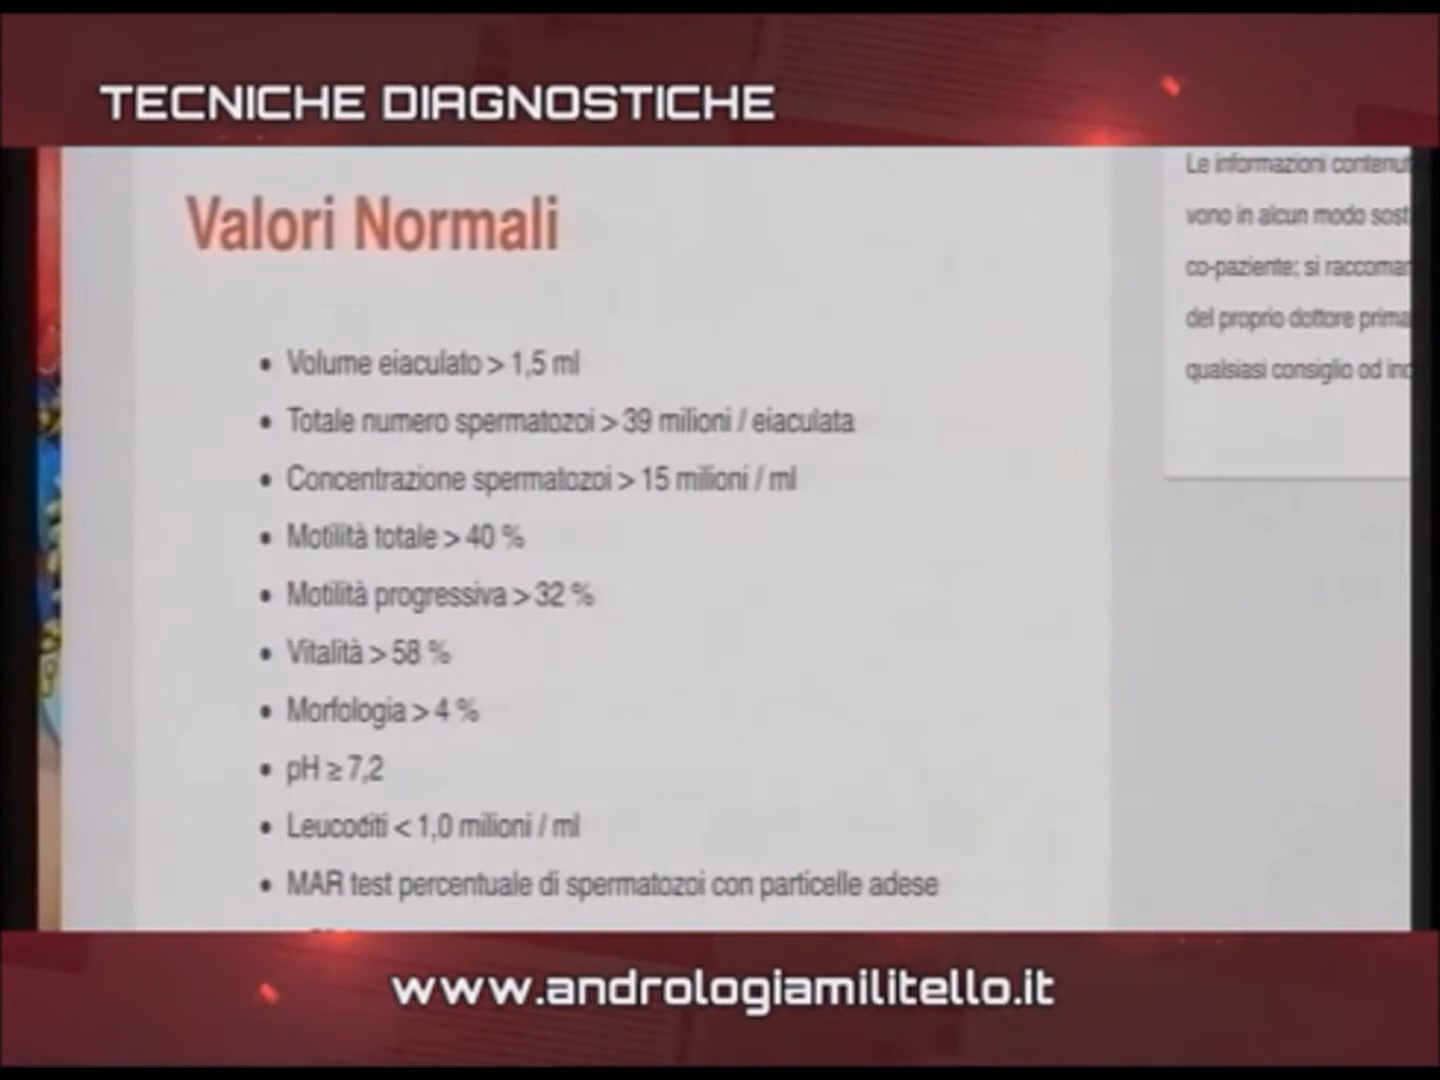 TECNICHE DIAGNOSTICHE
Valori Normali
• Volume eiaculato > 1,5 ml
• Totale numero spermatozoi > 39 milioni / eiaculata
• Concentrazione spermatozoi > 15 milioni / ml
• Motilità totale > 40 %
• Motilità progressiva > 32 %
• Vitalità > 58 %
• Morfologia > 4 %
• pH ≥ 7,2
• Leucoditi < 1,0 milioni / ml
• MAR test percentuale di spermatozoi con particelle adese
Le informazioni contenut
vono in alcun modo sost
co-paziente; si raccoman
del proprio dottore prima
qualsiasi consiglio od
www.andrologiamilitello.it